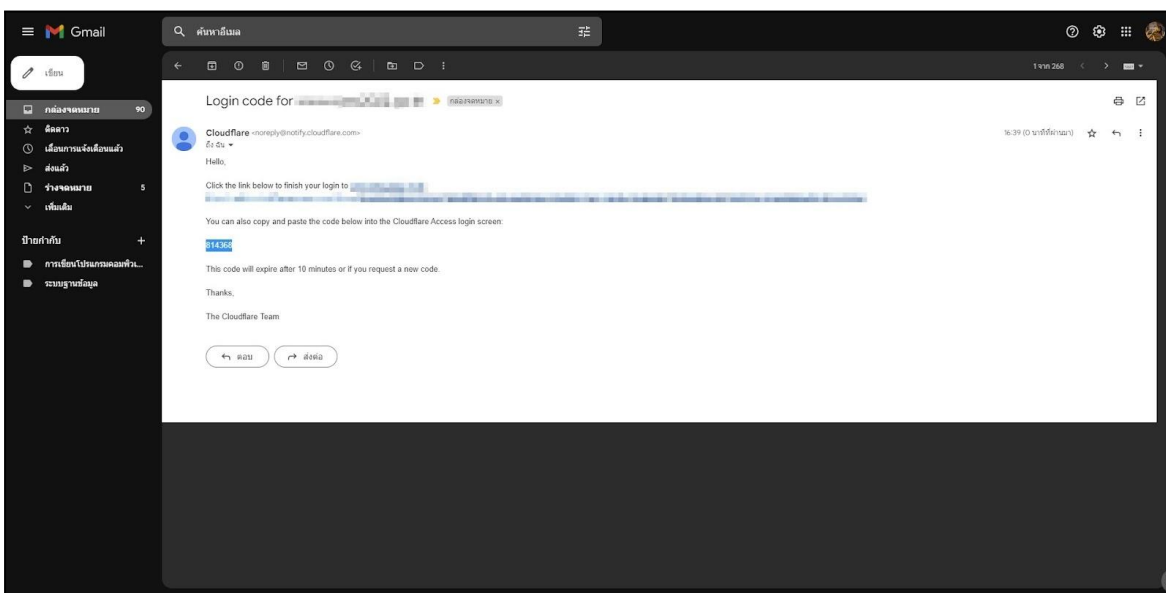 Gmail
ค้นหาอีเมล
เขียน
1 จาก 268
กล่องจดหมาย 90
ติดดาว
เลื่อนการแจ้งเตือนแล้ว
ส่งแล้ว
ร่างจดหมาย 5
เพิ่มเติม
ป้ายกำกับ +
การเขียนโปรแกรมคอมพิวเ...
ระบบฐานข้อมูล
Login code for
กล่องจดหมาย x
Cloudflare <noreply@notify.cloudflare.com>
16:39 (0 นาทีที่ผ่านมา)
ถึง ฉัน
Hello,
Click the link below to finish your login to
You can also copy and paste the code below into the Cloudflare Access login screen:
814368
This code will expire after 10 minutes or if you request a new code.
Thanks,
The Cloudflare Team
ตอบ
ส่งต่อ